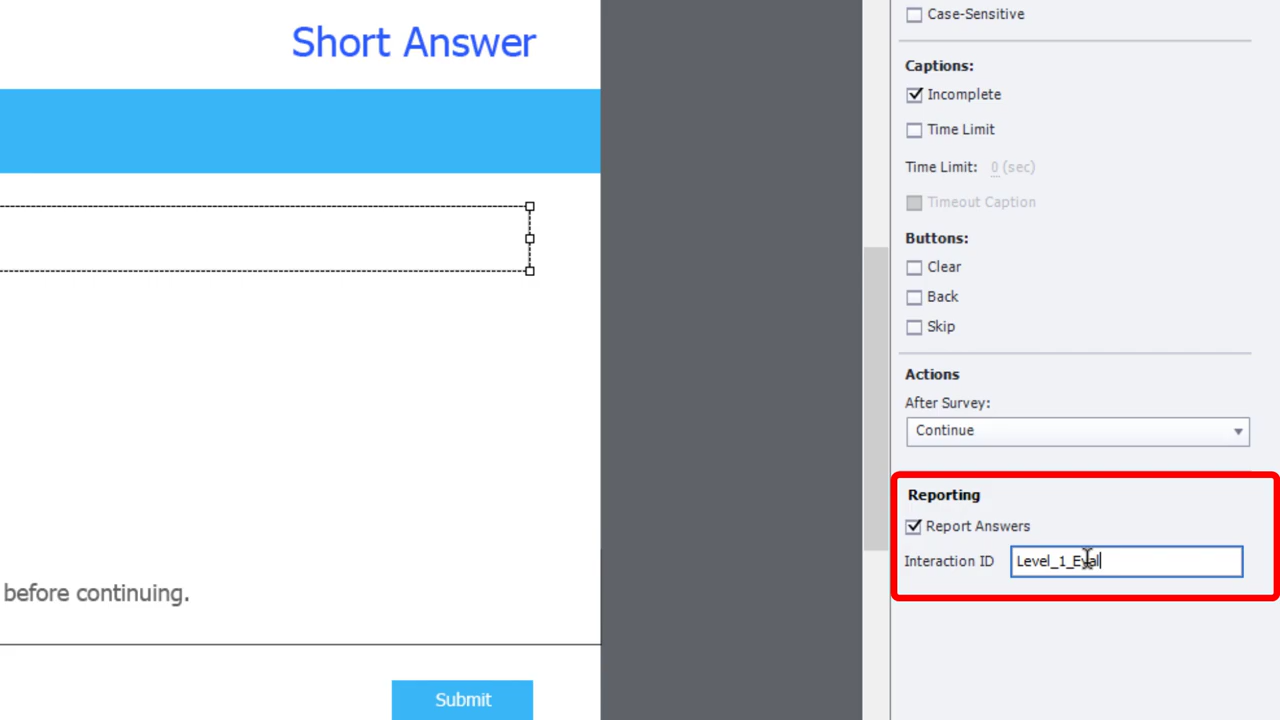 Short Answer
before continuing.
Submit
Case-Sensitive
Captions:
Incomplete
Time Limit
Time Limit: 0 (sec)
Timeout Caption
Buttons:
Clear
Back
Skip
Actions
After Survey:
Continue
Reporting
Report Answers
Interaction ID Level_1_Eval